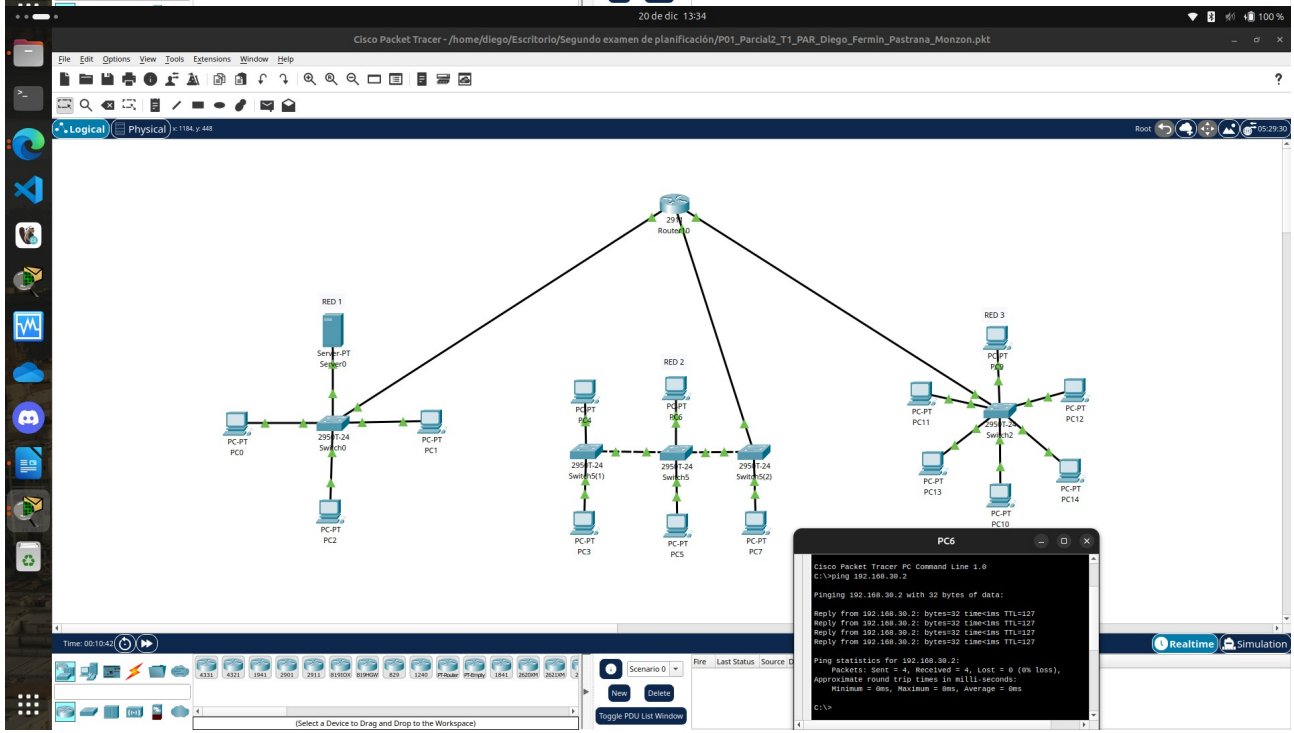 20 de dic 13:34
100 %
Cisco Packet Tracer - /home/diego/Escritorio/Segundo examen de planificación/P01_Parcial2_T1_PAR_Diego_Fermin_Pastrana_Monzon.pkt
File Edit Options View Tools Extensions Window Help
?
Logical Physical x: 1184, y: 448
Root 05:29:30
2911
Router10
RED 1
Server-PT
Server0
PC-PT
PC0
2950T-24
Switch0
PC-PT
PC1
PC-PT
PC2
RED 2
PC-PT
PC4
PC-PT
PC6
2950T-24
Switch5(1)
2950T-24
Switch5
2950T-24
Switch5(2)
PC-PT
PC3
PC-PT
PC5
PC-PT
PC7
RED 3
PC-PT
PC9
PC-PT
PC11
PC-PT
PC12
2950T-24
Switch2
PC-PT
PC13
PC-PT
PC14
PC-PT
PC10
PC6
Cisco Packet Tracer PC Command Line 1.0
C:\>ping 192.168.30.2
Pinging 192.168.30.2 with 32 bytes of data:
Reply from 192.168.30.2: bytes=32 time<1ms TTL=127
Reply from 192.168.30.2: bytes=32 time<1ms TTL=127
Reply from 192.168.30.2: bytes=32 time<1ms TTL=127
Reply from 192.168.30.2: bytes=32 time<1ms TTL=127
Ping statistics for 192.168.30.2:
Packets: Sent = 4, Received = 4, Lost = 0 (0% loss),
Approximate round trip times in milli-seconds:
Minimum = 0ms, Maximum = 0ms, Average = 0ms
C:\>
Time: 00:10:42
Realtime Simulation
4331 4321 1941 2901 2911 819IOX 819HGW 829 1240 PT-Router PT-Empty 1841 2620XM 2621XM
(Select a Device to Drag and Drop to the Workspace)
Scenario 0
New Delete
Toggle PDU List Window
Fire Last Status Source